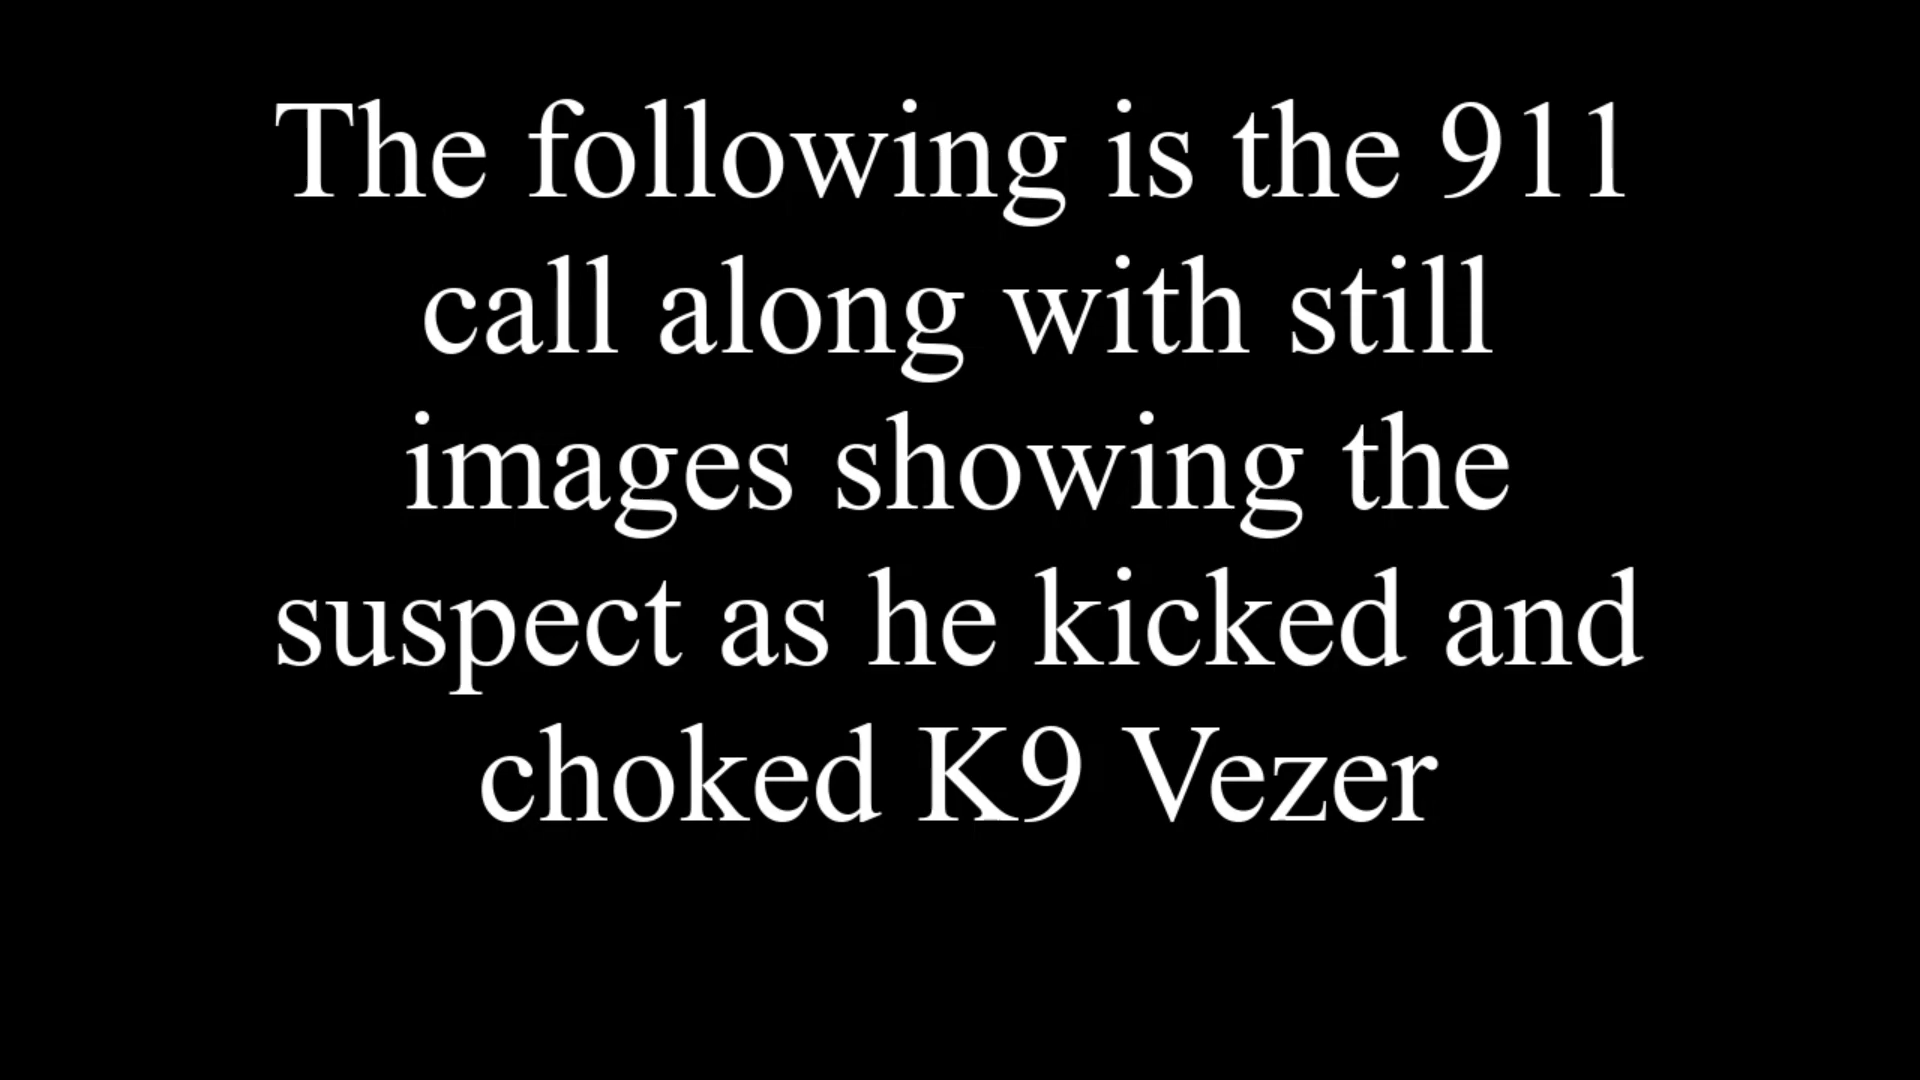 The following is the 911
call along with still
images showing the
suspect as he kicked and
choked K9 Vezer